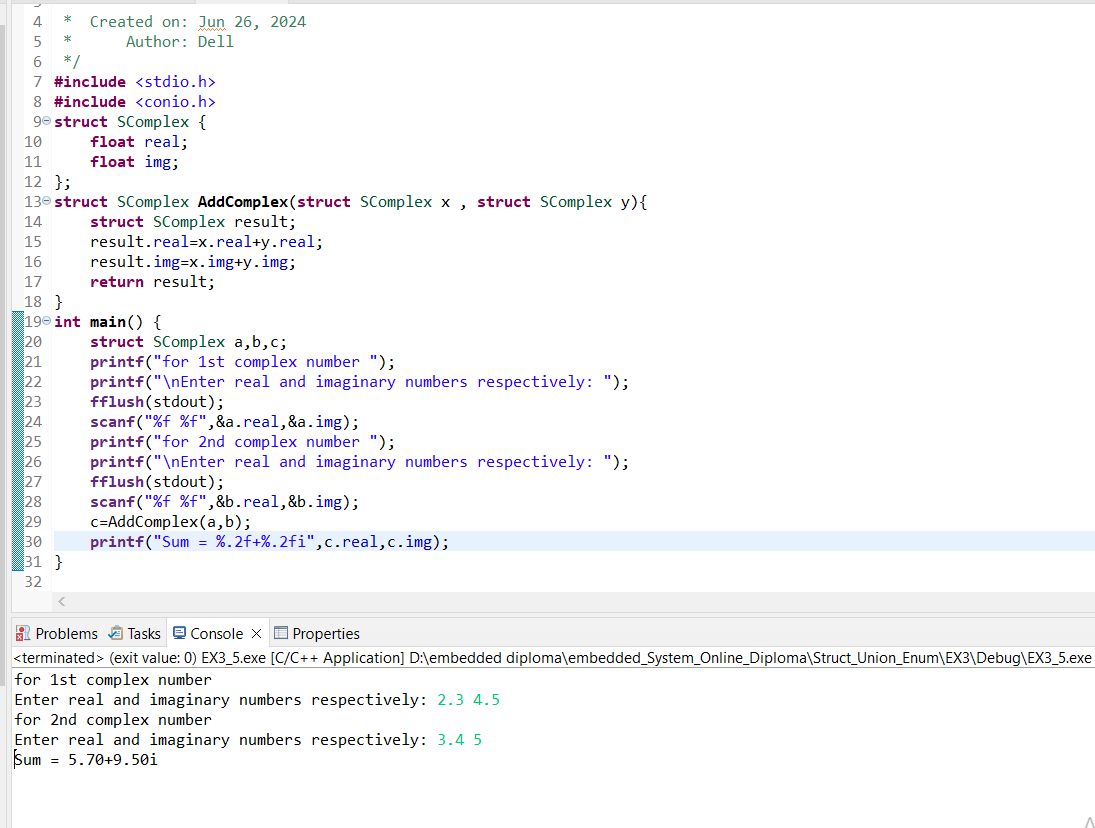 4  *  Created on: Jun 26, 2024
5  *      Author: Dell
6  */
7 #include <stdio.h>
8 #include <conio.h>
9 struct SComplex {
10     float real;
11     float img;
12 };
13 struct SComplex AddComplex(struct SComplex x , struct SComplex y){
14     struct SComplex result;
15     result.real=x.real+y.real;
16     result.img=x.img+y.img;
17     return result;
18 }
19 int main() {
20     struct SComplex a,b,c;
21     printf("for 1st complex number ");
22     printf("\nEnter real and imaginary numbers respectively: ");
23     fflush(stdout);
24     scanf("%f %f",&a.real,&a.img);
25     printf("for 2nd complex number ");
26     printf("\nEnter real and imaginary numbers respectively: ");
27     fflush(stdout);
28     scanf("%f %f",&b.real,&b.img);
29     c=AddComplex(a,b);
30     printf("Sum = %.2f+%.2fi",c.real,c.img);
31 }
32
Problems Tasks Console Properties
<terminated> (exit value: 0) EX3_5.exe [C/C++ Application] D:\embedded diploma\embedded_System_Online_Diploma\Struct_Union_Enum\EX3\Debug\EX3_5.exe
for 1st complex number
Enter real and imaginary numbers respectively: 2.3 4.5
for 2nd complex number
Enter real and imaginary numbers respectively: 3.4 5
Sum = 5.70+9.50i